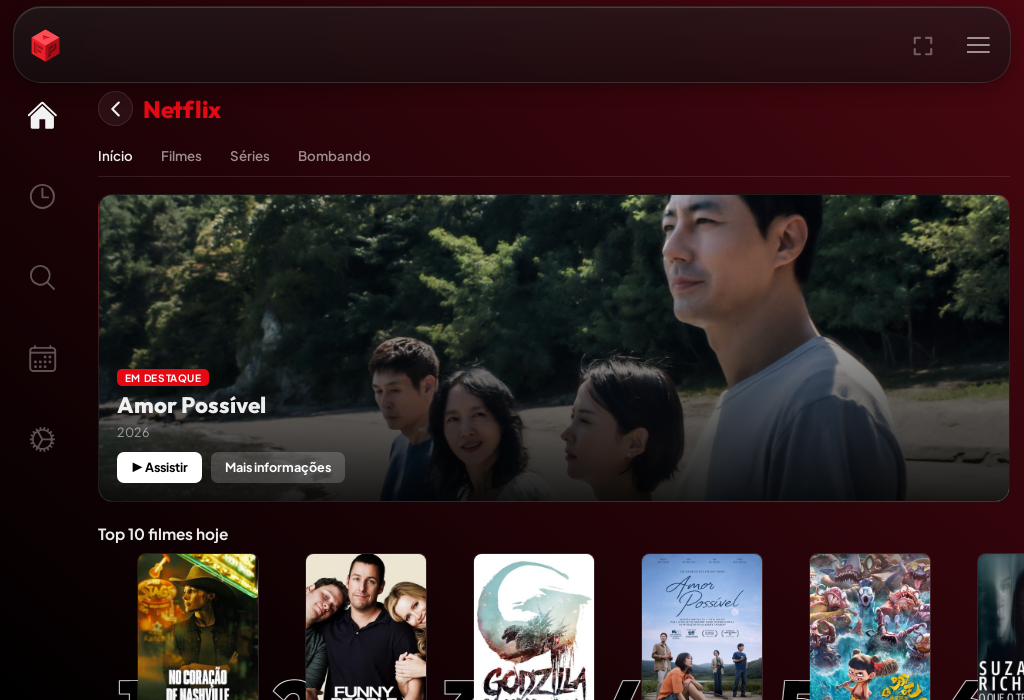 Netflix
Início Filmes Séries Bombando
EM DESTAQUE
Amor Possível
2026
Assistir Mais informações
Top 10 filmes hoje
NO CORAÇÃO
DE NASHVILLE
FUNNY
GODZILLA
Amor
Possível
SUZA
RICH